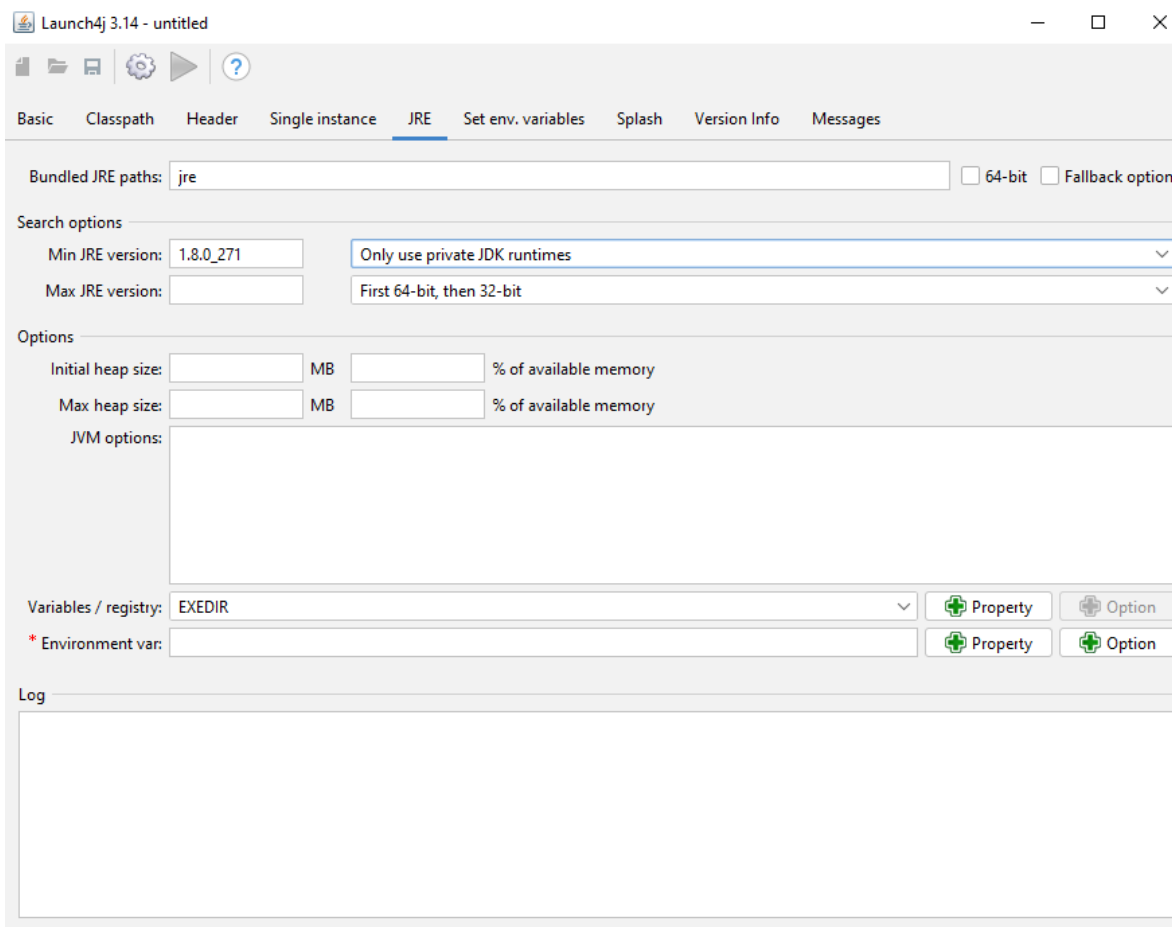 Launch4j 3.14 - untitled
?
Basic Classpath Header Single instance JRE Set env. variables Splash Version Info Messages
Bundled JRE paths: jre 64-bit Fallback option
Search options
Min JRE version: 1.8.0_271 Only use private JDK runtimes
Max JRE version: First 64-bit, then 32-bit
Options
Initial heap size: MB % of available memory
Max heap size: MB % of available memory
JVM options:
Variables / registry: EXEDIR Property Option
* Environment var: Property Option
Log